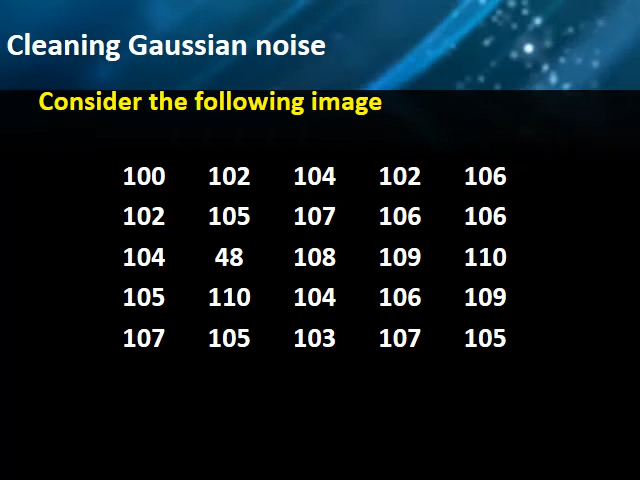 Cleaning Gaussian noise
Consider the following image
100 102 104 102 106
102 105 107 106 106
104 48 108 109 110
105 110 104 106 109
107 105 103 107 105